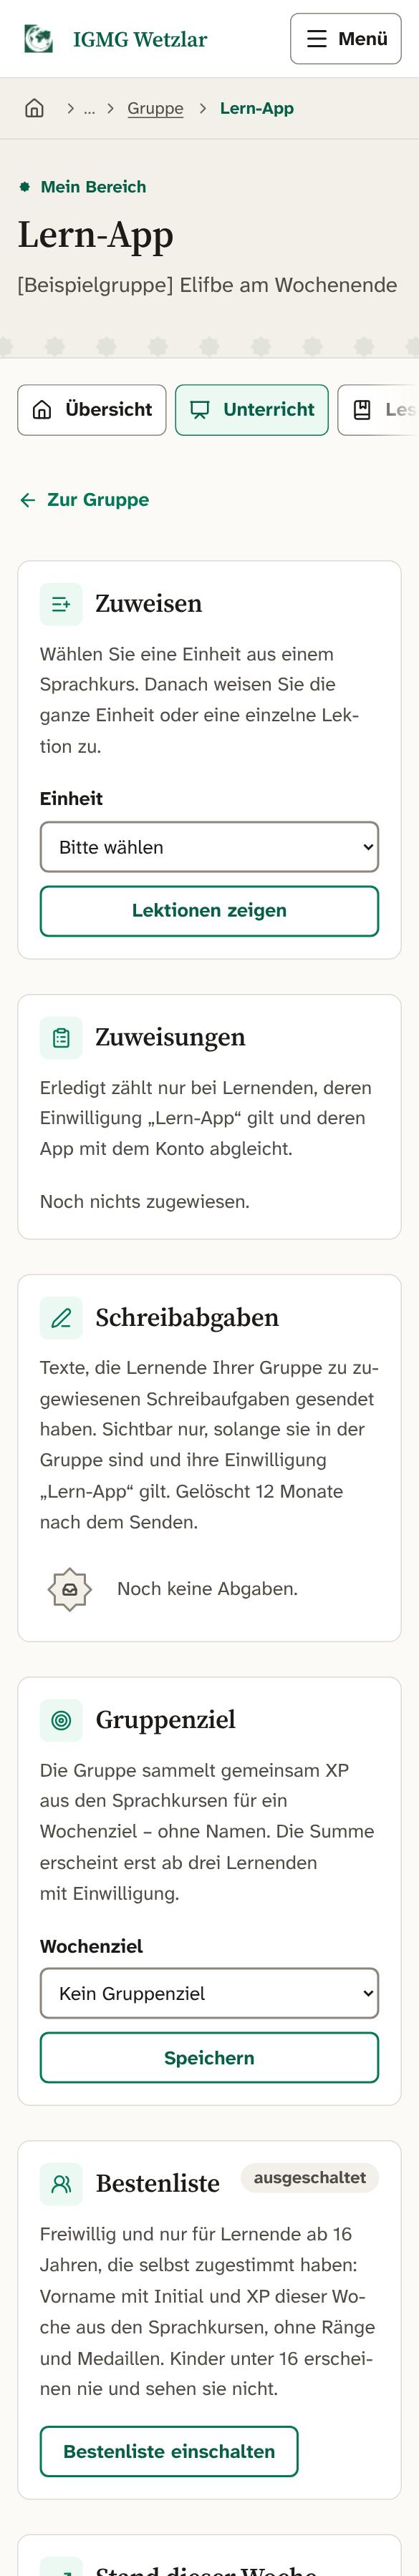 IGMG Wetzlar
Menü
... Gruppe Lern-App
Mein Bereich
Lern-App
[Beispielgruppe] Elifbe am Wochenende
Übersicht
Unterricht
Les
Zur Gruppe
Zuweisen
Wählen Sie eine Einheit aus einem
Sprachkurs. Danach weisen Sie die
ganze Einheit oder eine einzelne Lek-
tion zu.
Einheit
Bitte wählen
Lektionen zeigen
Zuweisungen
Erledigt zählt nur bei Lernenden, deren
Einwilligung „Lern-App“ gilt und deren
App mit dem Konto abgleicht.
Noch nichts zugewiesen.
Schreibabgaben
Texte, die Lernende Ihrer Gruppe zu zu-
gewiesenen Schreibaufgaben gesendet
haben. Sichtbar nur, solange sie in der
Gruppe sind und ihre Einwilligung
„Lern-App“ gilt. Gelöscht 12 Monate
nach dem Senden.
Noch keine Abgaben.
Gruppenziel
Die Gruppe sammelt gemeinsam XP
aus den Sprachkursen für ein
Wochenziel – ohne Namen. Die Summe
erscheint erst ab drei Lernenden
mit Einwilligung.
Wochenziel
Kein Gruppenziel
Speichern
Bestenliste
ausgeschaltet
Freiwillig und nur für Lernende ab 16
Jahren, die selbst zugestimmt haben:
Vorname mit Initial und XP dieser Wo-
che aus den Sprachkursen, ohne Ränge
und Medaillen. Kinder unter 16 erschei-
nen nie und sehen sie nicht.
Bestenliste einschalten
Stand dieser Woche